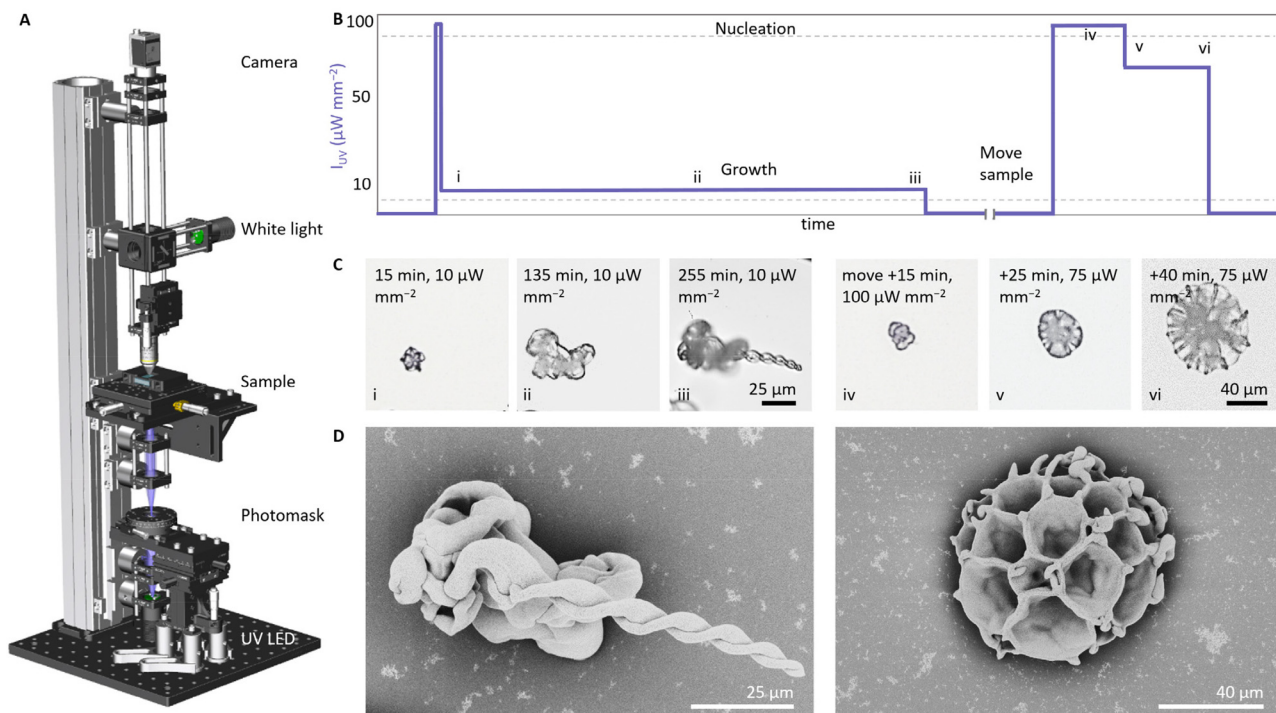 A
Camera
White light
Sample
Photomask
UV LED
B
100
50
10
I_UV (µW mm⁻²)
Nucleation
Growth
Move
sample
i
ii
iii
iv
v
vi
time
C
15 min, 10 µW
mm⁻²
i
135 min, 10 µW
mm⁻²
ii
255 min, 10 µW
mm⁻²
25 µm
iii
move +15 min,
100 µW mm⁻²
iv
+25 min, 75 µW
mm⁻²
v
+40 min, 75 µW
mm⁻²
40 µm
vi
D
25 µm
40 µm